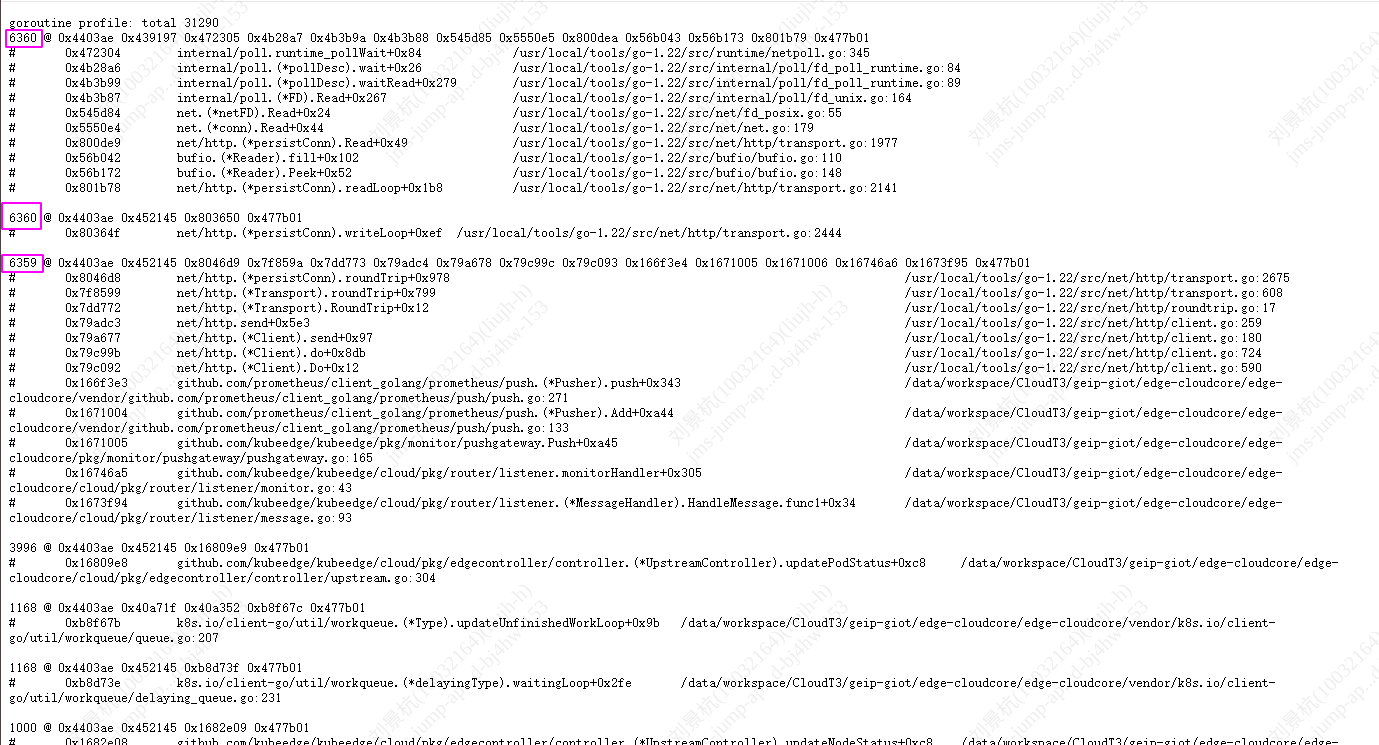 goroutine profile: total 31290
6360 @ 0x4403ae 0x439197 0x472305 0x4b28a7 0x4b3b9a 0x4b3b88 0x545d85 0x5550e5 0x800dea 0x56b043 0x56b173 0x801b79 0x477b01
# 0x472304 internal/poll.runtime_pollWait+0x84 /usr/local/tools/go-1.22/src/runtime/netpoll.go:345
# 0x4b28a6 internal/poll.(*pollDesc).wait+0x26 /usr/local/tools/go-1.22/src/internal/poll/fd_poll_runtime.go:84
# 0x4b3b99 internal/poll.(*pollDesc).waitRead+0x279 /usr/local/tools/go-1.22/src/internal/poll/fd_poll_runtime.go:89
# 0x4b3b87 internal/poll.(*FD).Read+0x267 /usr/local/tools/go-1.22/src/internal/poll/fd_unix.go:164
# 0x545d84 net.(*netFD).Read+0x24 /usr/local/tools/go-1.22/src/net/fd_posix.go:55
# 0x5550e4 net.(*conn).Read+0x44 /usr/local/tools/go-1.22/src/net/net.go:179
# 0x800de9 net/http.(*persistConn).Read+0x49 /usr/local/tools/go-1.22/src/net/http/transport.go:1977
# 0x56b042 bufio.(*Reader).fill+0x102 /usr/local/tools/go-1.22/src/bufio/bufio.go:110
# 0x56b172 bufio.(*Reader).Peek+0x52 /usr/local/tools/go-1.22/src/bufio/bufio.go:148
# 0x801b78 net/http.(*persistConn).readLoop+0x1b8 /usr/local/tools/go-1.22/src/net/http/transport.go:2141
6360 @ 0x4403ae 0x452145 0x803650 0x477b01
# 0x80364f net/http.(*persistConn).writeLoop+0xef /usr/local/tools/go-1.22/src/net/http/transport.go:2444
6359 @ 0x4403ae 0x452145 0x8046d9 0x7f859a 0x7dd773 0x79adc4 0x79a678 0x79c99c 0x79c093 0x166f3e4 0x1671005 0x1671006 0x16746a6 0x1673f95 0x477b01
# 0x8046d8 net/http.(*persistConn).roundTrip+0x978 /usr/local/tools/go-1.22/src/net/http/transport.go:2675
# 0x7f8599 net/http.(*Transport).roundTrip+0x799 /usr/local/tools/go-1.22/src/net/http/transport.go:608
# 0x7dd772 net/http.(*Transport).RoundTrip+0x12 /usr/local/tools/go-1.22/src/net/http/roundtrip.go:17
# 0x79adc3 net/http.send+0x5e3 /usr/local/tools/go-1.22/src/net/http/client.go:259
# 0x79a677 net/http.(*Client).send+0x97 /usr/local/tools/go-1.22/src/net/http/client.go:180
# 0x79c99b net/http.(*Client).do+0x8db /usr/local/tools/go-1.22/src/net/http/client.go:724
# 0x79c092 net/http.(*Client).Do+0x12 /usr/local/tools/go-1.22/src/net/http/client.go:590
# 0x166f3e3 github.com/prometheus/client_golang/prometheus/push.(*Pusher).push+0x343 /data/workspace/CloudT3/geip-giot/edge-cloudcore/edge-
cloudcore/vendor/github.com/prometheus/client_golang/prometheus/push/push.go:271
# 0x1671004 github.com/prometheus/client_golang/prometheus/push.(*Pusher).Add+0xa44 /data/workspace/CloudT3/geip-giot/edge-cloudcore/edge-
cloudcore/vendor/github.com/prometheus/client_golang/prometheus/push/push.go:133
# 0x1671005 github.com/kubeedge/kubeedge/pkg/monitor/pushgateway.Push+0xa45 /data/workspace/CloudT3/geip-giot/edge-cloudcore/edge-
cloudcore/pkg/monitor/pushgateway/pushgateway.go:165
# 0x16746a5 github.com/kubeedge/kubeedge/cloud/pkg/router/listener.monitorHandler+0x305 /data/workspace/CloudT3/geip-giot/edge-cloudcore/edge-
cloudcore/cloud/pkg/router/listener/monitor.go:43
# 0x1673f94 github.com/kubeedge/kubeedge/cloud/pkg/router/listener.(*MessageHandler).HandleMessage.func1+0x34 /data/workspace/CloudT3/geip-giot/edge-cloudcore/edge-
cloudcore/cloud/pkg/router/listener/message.go:93
3996 @ 0x4403ae 0x452145 0x16809e9 0x477b01
# 0x16809e8 github.com/kubeedge/kubeedge/cloud/pkg/edgecontroller/controller.(*UpstreamController).updatePodStatus+0xc8 /data/workspace/CloudT3/geip-giot/edge-cloudcore/edge-
cloudcore/cloud/pkg/edgecontroller/controller/upstream.go:304
1168 @ 0x4403ae 0x40a71f 0x40a352 0xb8f67c 0x477b01
# 0xb8f67b k8s.io/client-go/util/workqueue.(*Type).updateUnfinishedWorkLoop+0x9b /data/workspace/CloudT3/geip-giot/edge-cloudcore/edge-cloudcore/vendor/k8s.io/client-
go/util/workqueue/queue.go:207
1168 @ 0x4403ae 0x452145 0xb8d73f 0x477b01
# 0xb8d73e k8s.io/client-go/util/workqueue.(*delayingType).waitingLoop+0x2fe /data/workspace/CloudT3/geip-giot/edge-cloudcore/edge-cloudcore/vendor/k8s.io/client-
go/util/workqueue/delaying_queue.go:231
1000 @ 0x4403ae 0x452145 0x1682e09 0x477b01
# 0x1682e08 github.com/kubeedge/kubeedge/cloud/pkg/edgecontroller/controller.(*UpstreamController).updateNodeStatus+0xc8 /data/workspace/CloudT3/geip-giot/edge-cloudcore/edge-